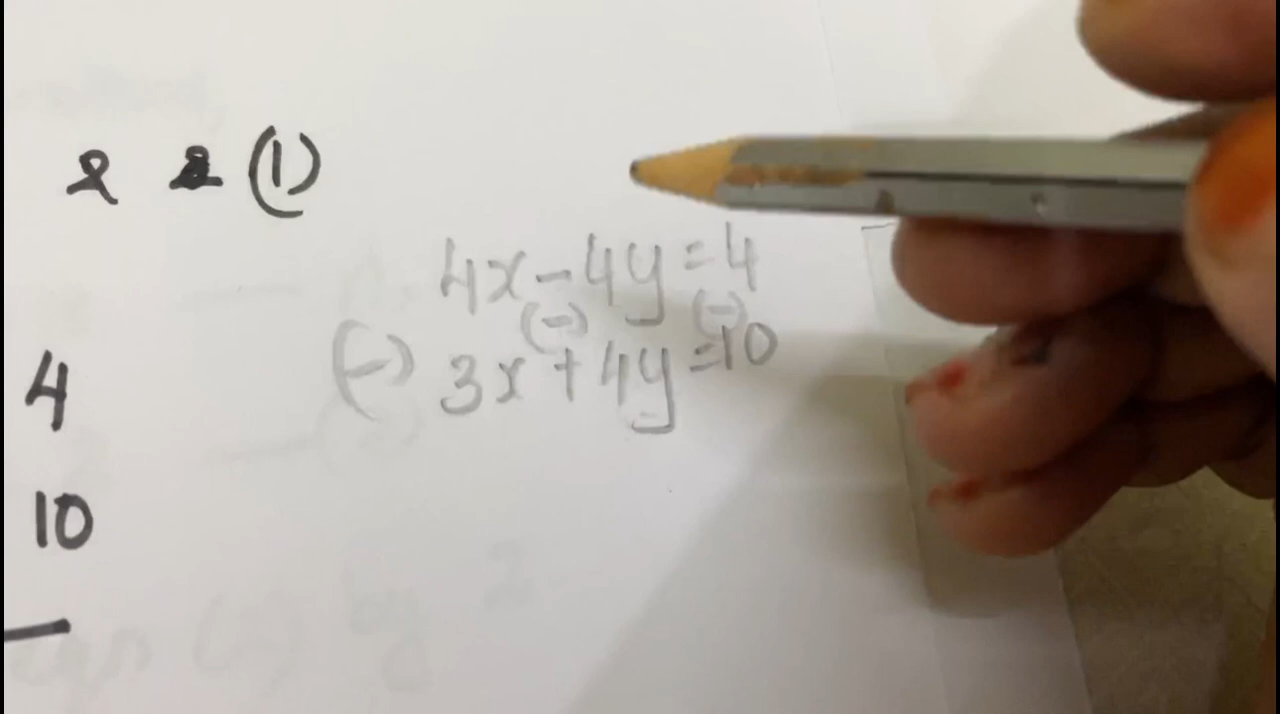 2 2 (1)
4x-4y=4
(-) (-)
(-) 3x+4y=10
4
10